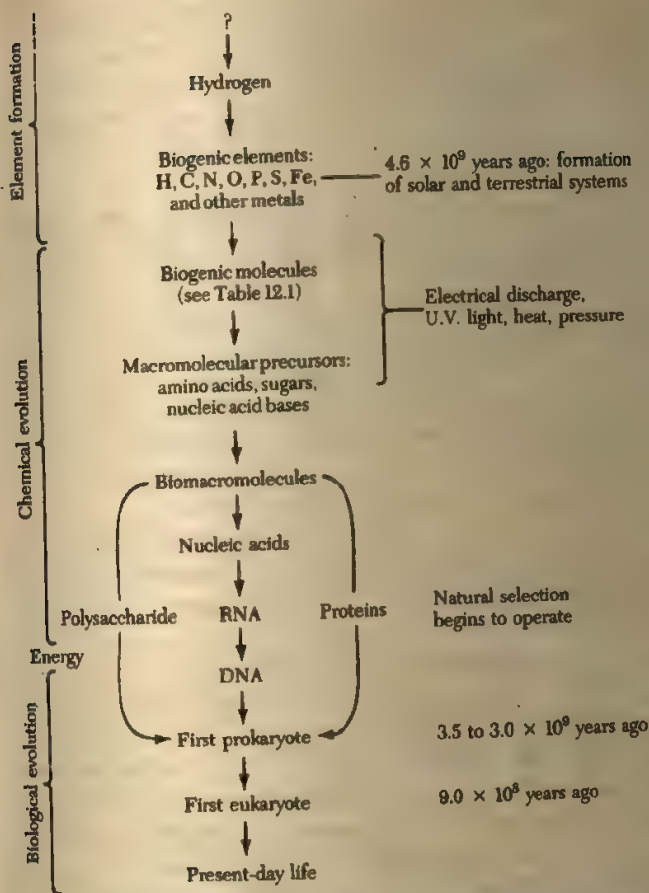 ?
Hydrogen
Element formation
Biogenic elements:
H, C, N, O, P, S, Fe,
and other metals
4.6 × 10⁹ years ago: formation
of solar and terrestrial systems
Biogenic molecules
(see Table 12.1)
Electrical discharge,
U.V. light, heat, pressure
Macromolecular precursors:
amino acids, sugars,
nucleic acid bases
Chemical evolution
Biomacromolecules
Nucleic acids
Polysaccharide
RNA
Proteins
Natural selection
begins to operate
Energy
DNA
First prokaryote
3.5 to 3.0 × 10⁹ years ago
Biological evolution
First eukaryote
9.0 × 10⁸ years ago
Present-day life